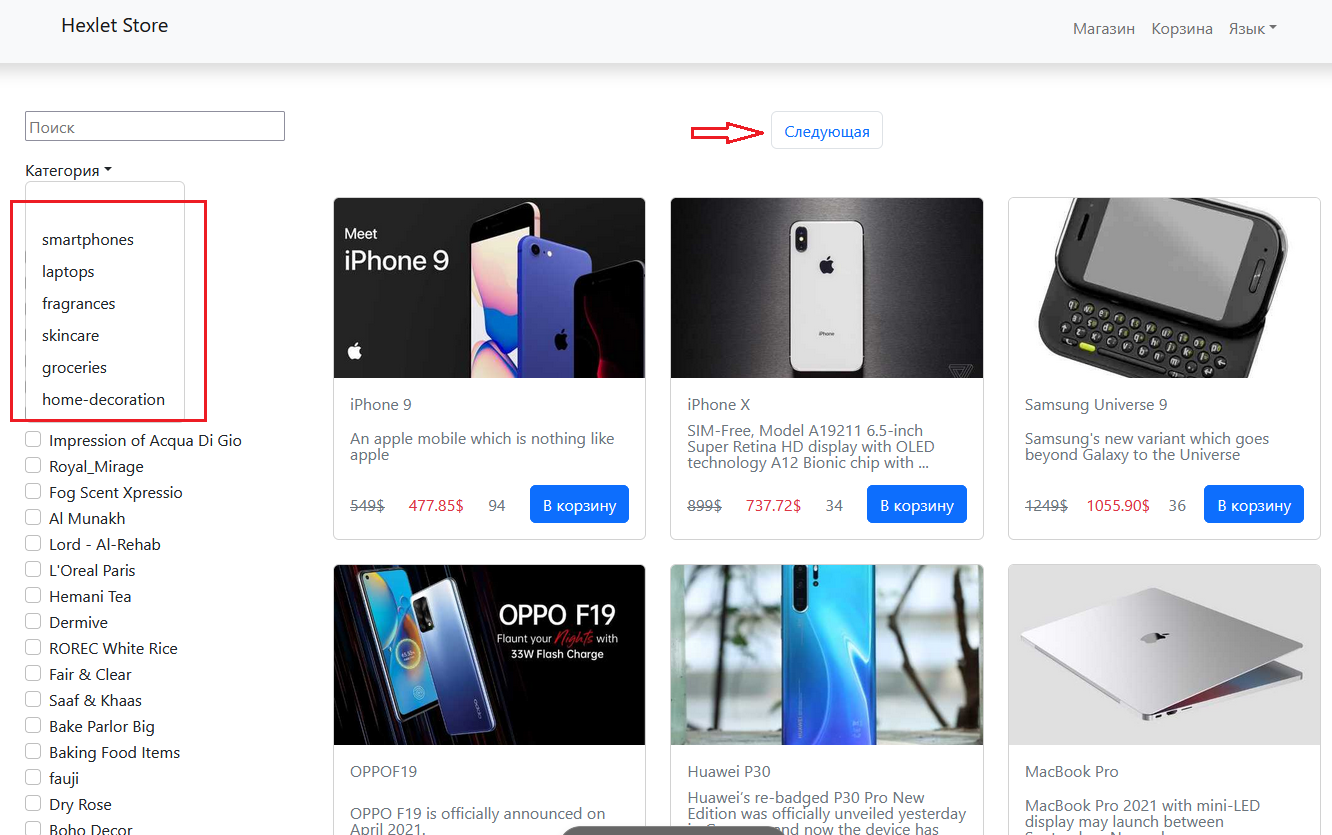 Hexlet Store
Магазин
Корзина
Язык
Поиск
Следующая
Категория
smartphones
laptops
fragrances
skincare
groceries
home-decoration
Impression of Acqua Di Gio
Royal_Mirage
Fog Scent Xpressio
Al Munakh
Lord - Al-Rehab
L'Oreal Paris
Hemani Tea
Dermive
ROREC White Rice
Fair & Clear
Saaf & Khaas
Bake Parlor Big
Baking Food Items
fauji
Dry Rose
Boho Decor
Meet
iPhone 9
iPhone 9
An apple mobile which is nothing like
apple
549$ 477.85$ 94 В корзину
iPhone
iPhone X
SIM-Free, Model A19211 6.5-inch
Super Retina HD display with OLED
technology A12 Bionic chip with ...
899$ 737.72$ 34 В корзину
Samsung Universe 9
Samsung's new variant which goes
beyond Galaxy to the Universe
1249$ 1055.90$ 36 В корзину
OPPO F19
Flaunt your Nights with
33W Flash Charge
OPPOF19
OPPO F19 is officially announced on
April 2021.
Huawei P30
Huawei’s re-badged P30 Pro New
Edition was officially unveiled yesterday
and now the device has
MacBook Pro
MacBook Pro 2021 with mini-LED
display may launch between